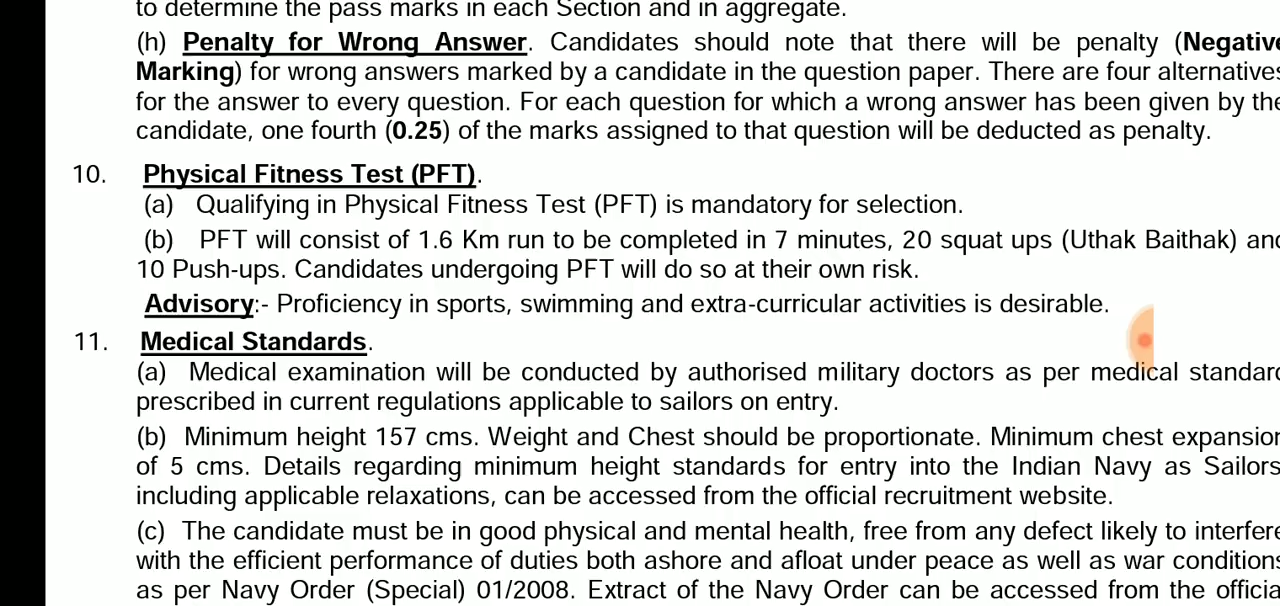 to determine the pass marks in each Section and in aggregate.
(h) Penalty for Wrong Answer. Candidates should note that there will be penalty (Negative
Marking) for wrong answers marked by a candidate in the question paper. There are four alternatives
for the answer to every question. For each question for which a wrong answer has been given by the
candidate, one fourth (0.25) of the marks assigned to that question will be deducted as penalty.
10. Physical Fitness Test (PFT).
(a) Qualifying in Physical Fitness Test (PFT) is mandatory for selection.
(b) PFT will consist of 1.6 Km run to be completed in 7 minutes, 20 squat ups (Uthak Baithak) and
10 Push-ups. Candidates undergoing PFT will do so at their own risk.
Advisory:- Proficiency in sports, swimming and extra-curricular activities is desirable.
11. Medical Standards.
(a) Medical examination will be conducted by authorised military doctors as per medical standard
prescribed in current regulations applicable to sailors on entry.
(b) Minimum height 157 cms. Weight and Chest should be proportionate. Minimum chest expansion
of 5 cms. Details regarding minimum height standards for entry into the Indian Navy as Sailors
including applicable relaxations, can be accessed from the official recruitment website.
(c) The candidate must be in good physical and mental health, free from any defect likely to interfere
with the efficient performance of duties both ashore and afloat under peace as well as war conditions
as per Navy Order (Special) 01/2008. Extract of the Navy Order can be accessed from the officia